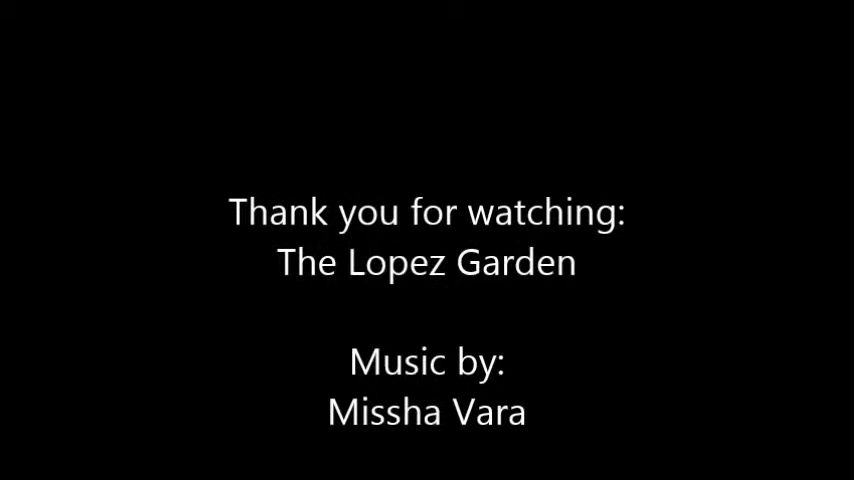 Thank you for watching:
The Lopez Garden
Music by:
Missha Vara